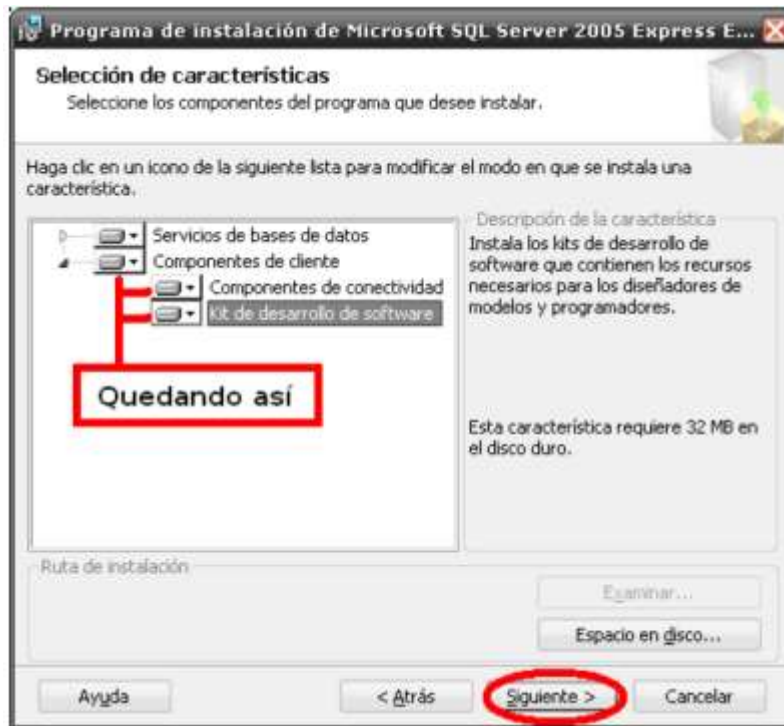 Programa de instalación de Microsoft SQL Server 2005 Express E...
Selección de características
Seleccione los componentes del programa que desee instalar.
Haga clic en un icono de la siguiente lista para modificar el modo en que se instala una
característica.
Servicios de bases de datos
Componentes de cliente
Componentes de conectividad
Kit de desarrollo de software
Quedando así
Descripción de la característica
Instala los kits de desarrollo de
software que contienen los recursos
necesarios para los diseñadores de
modelos y programadores.
Esta característica requiere 32 MB en
el disco duro.
Ruta de instalación
Examinar...
Espacio en disco...
Ayuda
< Atrás
Siguiente >
Cancelar